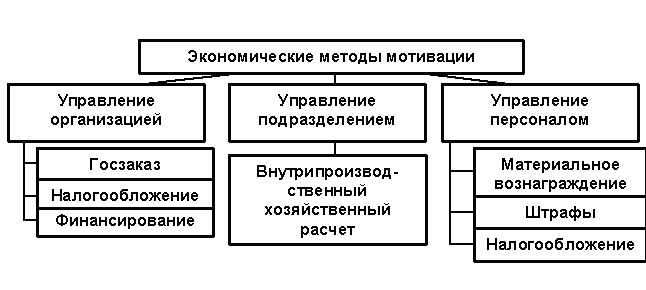 Экономические методы мотивации
Управление
организацией
Госзаказ
Налогообложение
Финансирование
Управление
подразделением
Внутрипроизвод-
ственный
хозяйственный
расчет
Управление
персоналом
Материальное
вознаграждение
Штрафы
Налогообложение